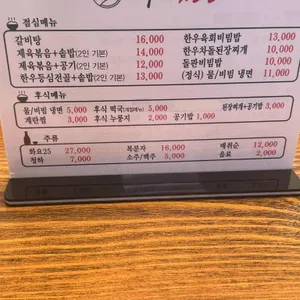 점심메뉴
갈비탕 16,000 한우육회비빔밥 13,000
제육볶음+솥밥(2인 기본) 14,000 한우차돌된장찌개 10,000
제육볶음+공기(2인 기본) 12,000 돌판비빔밥 10,000
한우등심전골+솥밥(2인 기본) 13,000 (정식) 물/비빔 냉면 11,000
후식메뉴
물/비빔 냉면 5,000 후식 떡국(계절메뉴) 5,000 된장찌개+공기밥 3,000
계란찜 3,000 후식 누룽지 2,000 공기밥 1,000
주류
화요25 27,000 복분자 16,000 매취순 12,000
청하 7,000 소주/맥주 5,000 음료 2,000